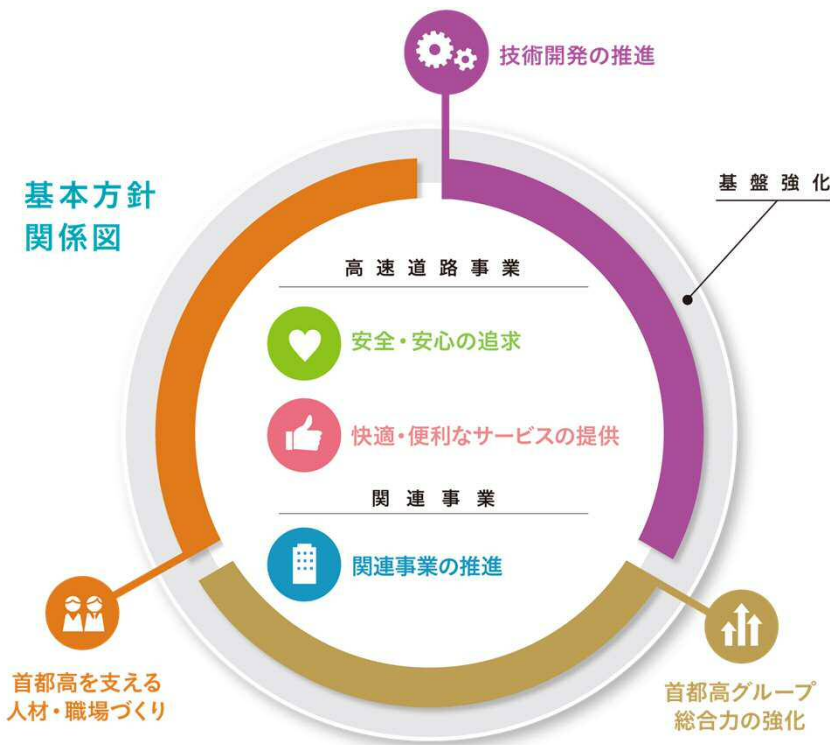 技術開発の推進
基本方針
関係図
基盤強化
高速道路事業
安全・安心の追求
快適・便利なサービスの提供
関連事業
関連事業の推進
首都高を支える
人材・職場づくり
首都高グループ
総合力の強化